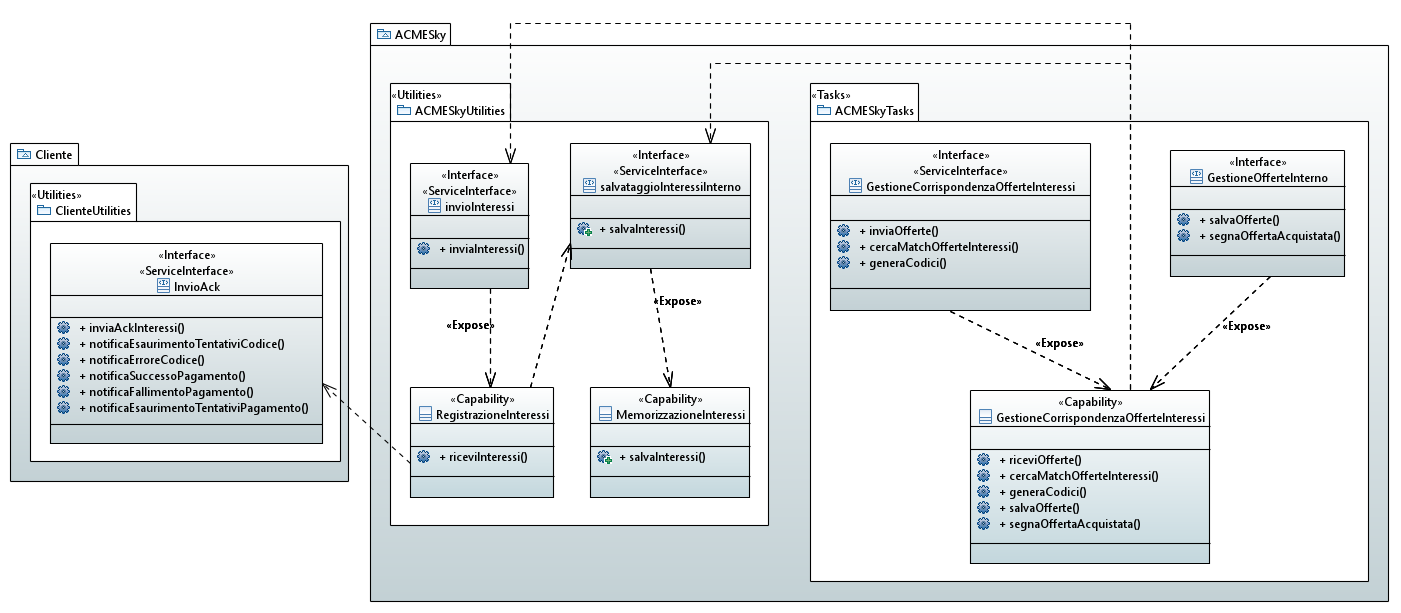 ACMESky
«Utilities»
ACMESkyUtilities
«Interface»
«ServiceInterface»
invioInteressi
+ inviaInteressi()
«Interface»
«ServiceInterface»
salvataggioInteressiInterno
+ salvaInteressi()
«Expose»
«Expose»
«Capability»
RegistrazioneInteressi
+ riceviInteressi()
«Capability»
MemorizzazioneInteressi
+ salvaInteressi()
«Tasks»
ACMESkyTasks
«Interface»
«ServiceInterface»
GestioneCorrispondenzaOfferteInteressi
+ inviaOfferte()
+ cercaMatchOfferteInteressi()
+ generaCodici()
«Interface»
GestioneOfferteInterno
+ salvaOfferte()
+ segnaOffertaAcquistata()
«Expose»
«Expose»
«Capability»
GestioneCorrispondenzaOfferteInteressi
+ riceviOfferte()
+ cercaMatchOfferteInteressi()
+ generaCodici()
+ salvaOfferte()
+ segnaOffertaAcquistata()
Cliente
«Utilities»
ClienteUtilities
«Interface»
«ServiceInterface»
InvioAck
+ inviaAckInteressi()
+ notificaEsaurimentoTentativiCodice()
+ notificaErroreCodice()
+ notificaSuccessoPagamento()
+ notificaFallimentoPagamento()
+ notificaEsaurimentoTentativiPagamento()